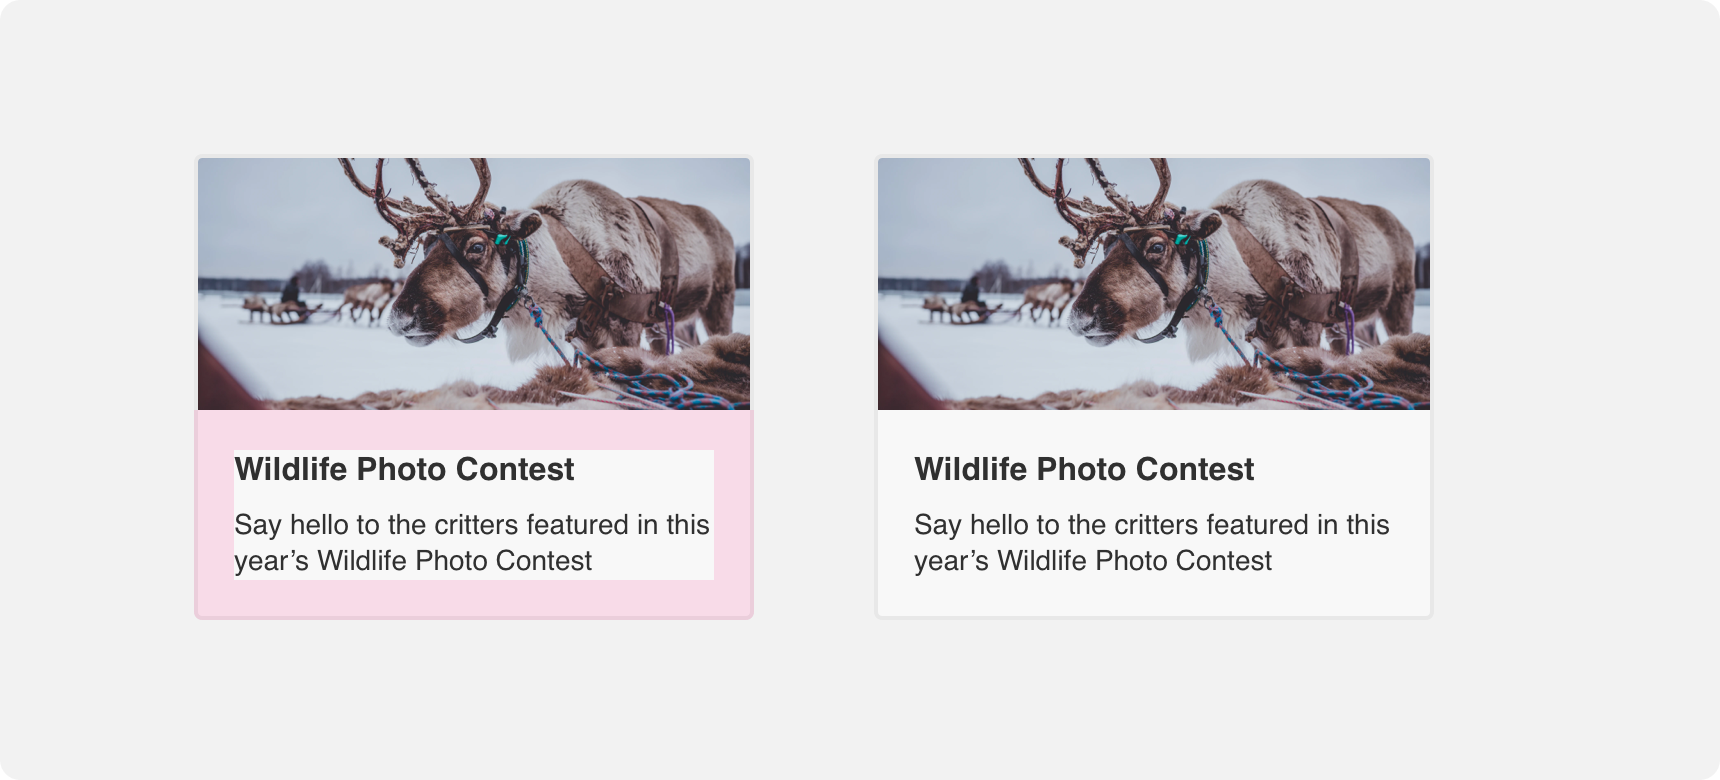 Wildlife Photo Contest
Say hello to the critters featured in this
year’s Wildlife Photo Contest
Wildlife Photo Contest
Say hello to the critters featured in this
year’s Wildlife Photo Contest